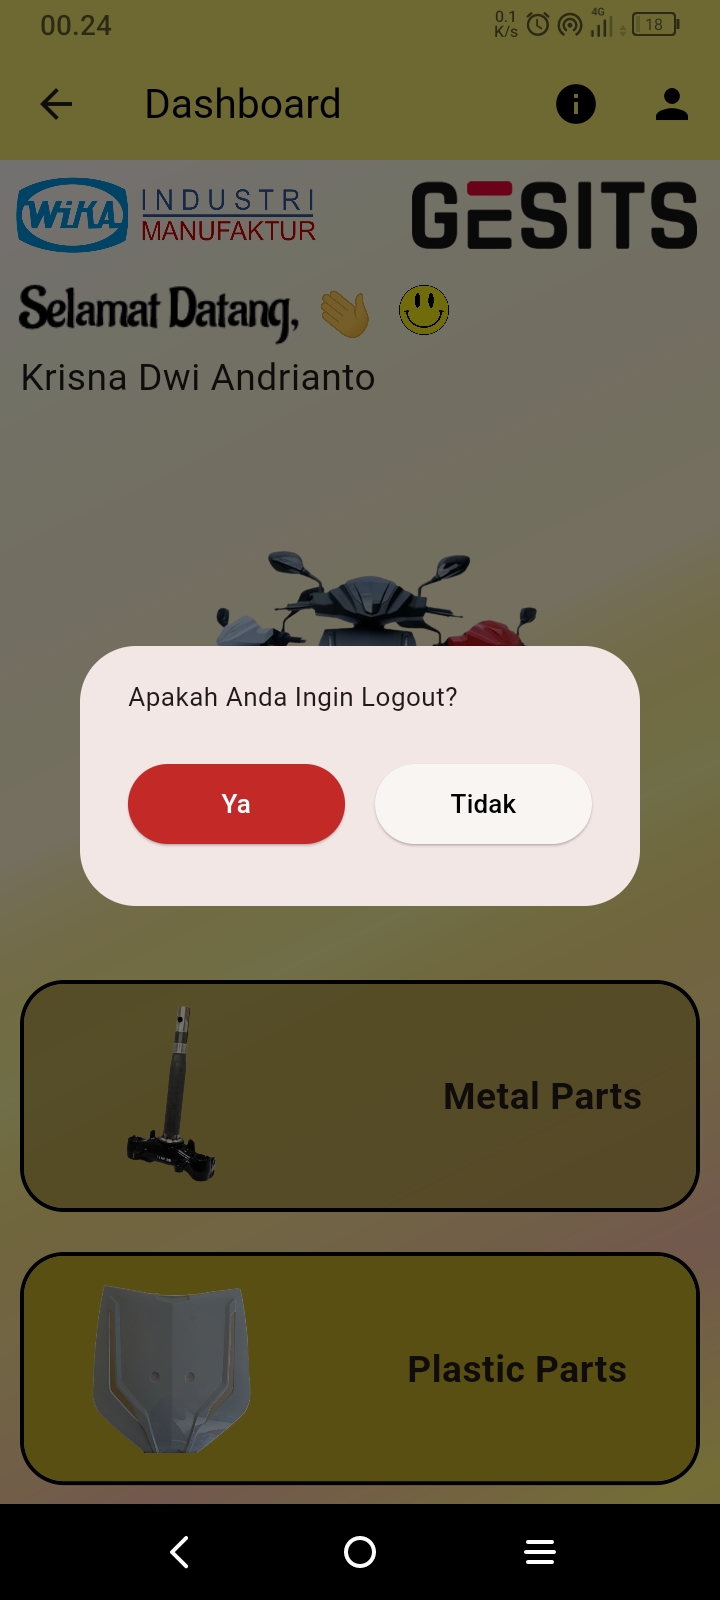 00.24
0.1
K/s
4G
18
Dashboard
WiKA
INDUSTRI
MANUFAKTUR
GESITS
Selamat Datang,
Krisna Dwi Andrianto
Apakah Anda Ingin Logout?
Ya
Tidak
Metal Parts
Plastic Parts